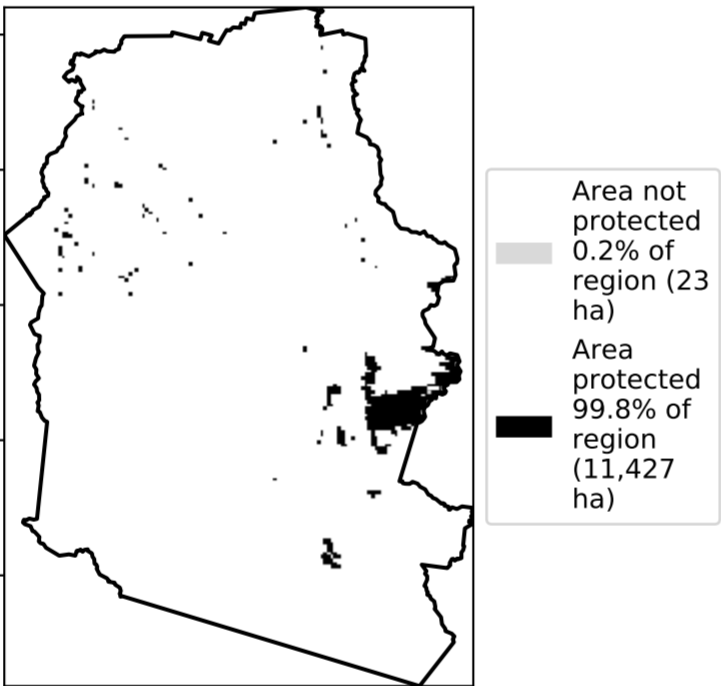 Area not
protected
0.2% of
region (23
ha)
Area
protected
99.8% of
region
(11,427
ha)